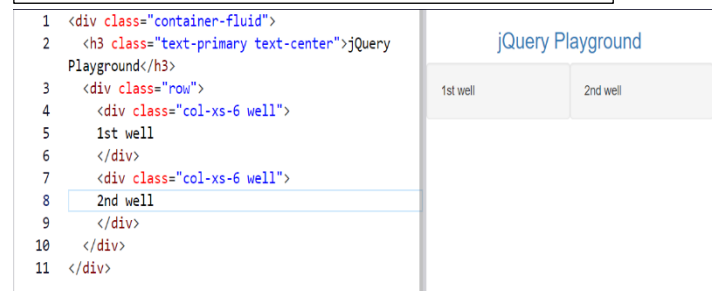 1 <div class="container-fluid">
2 <h3 class="text-primary text-center">jQuery
Playground</h3>
3 <div class="row">
4 <div class="col-xs-6 well">
5 1st well
6 </div>
7 <div class="col-xs-6 well">
8 2nd well
9 </div>
10 </div>
11 </div>
jQuery Playground
1st well 2nd well